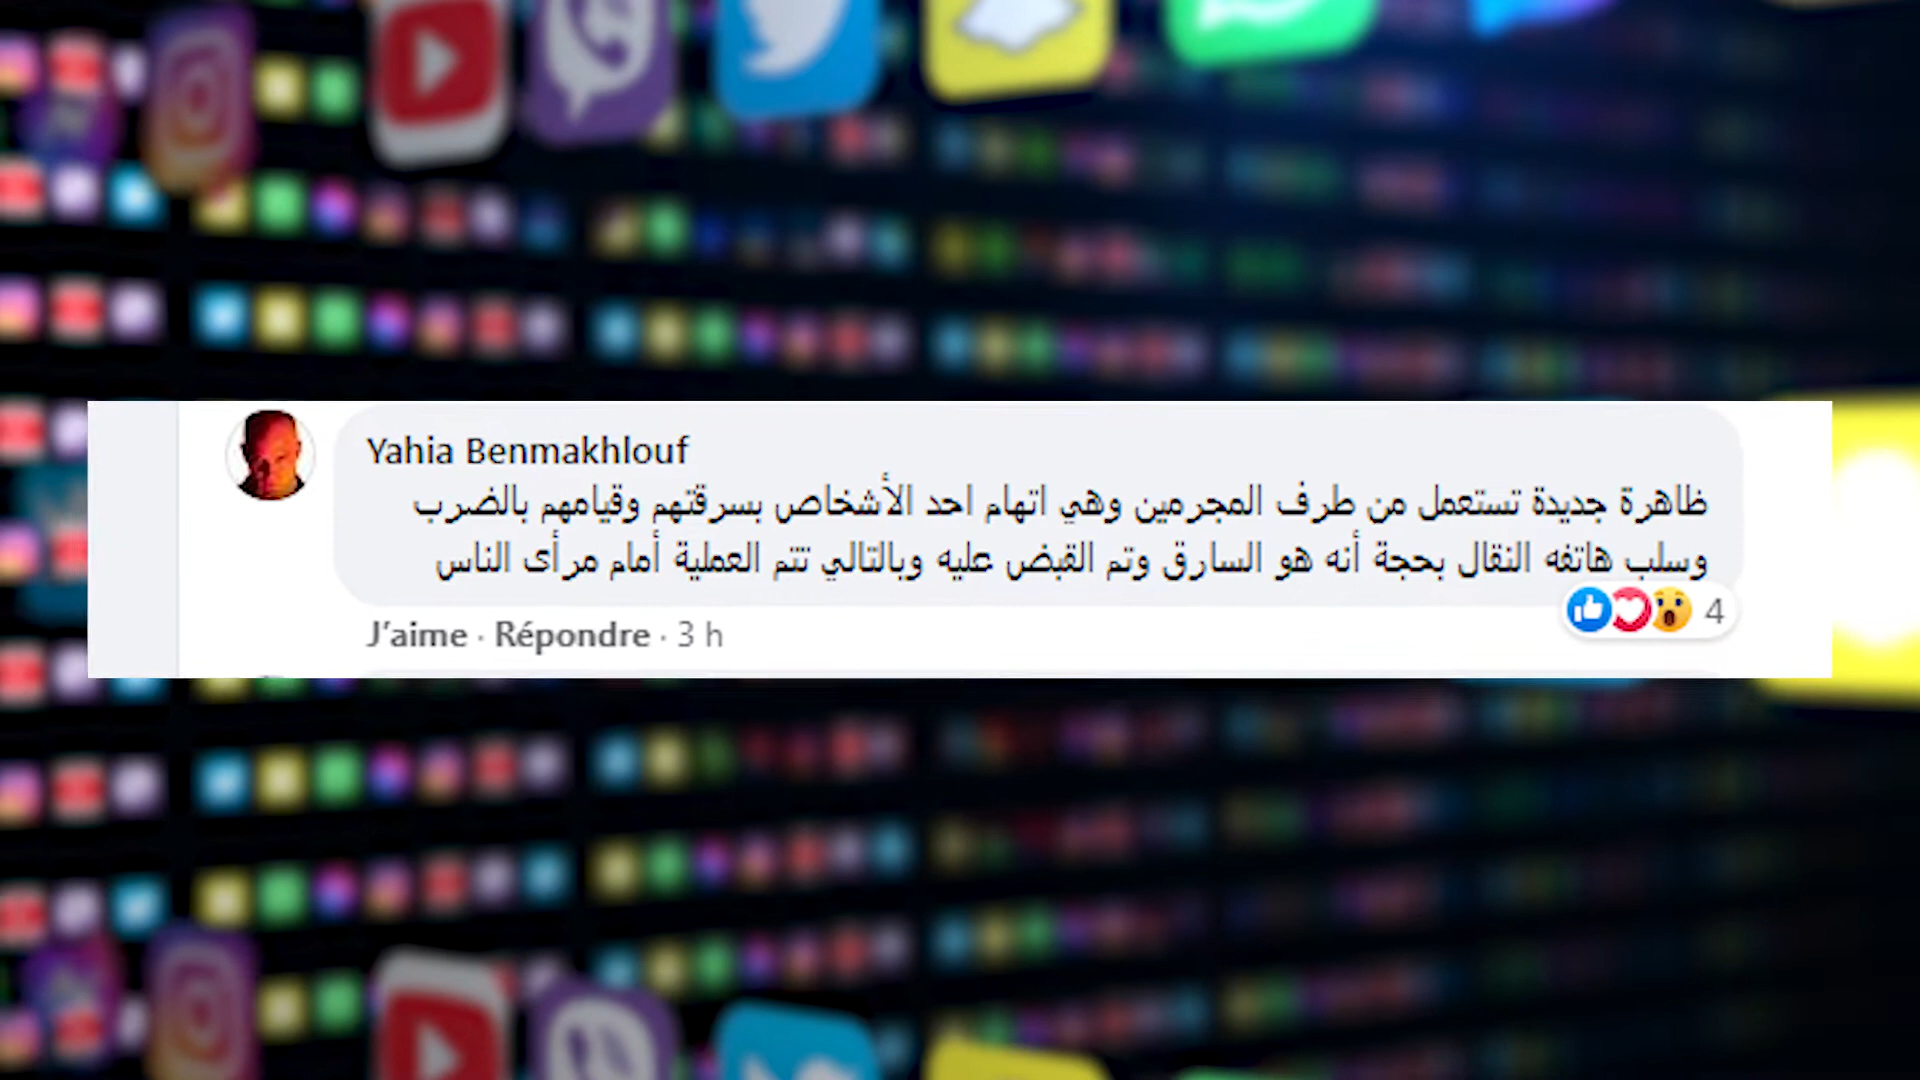 Yahia Benmakhlouf
ظاهرة جديدة تستعمل من طرف المجرمين وهي اتهام احد الأشخاص بسرقتهم وقيامهم بالضرب
وسلب هاتفه النقال بحجة أنه هو السارق وتم القبض عليه وبالتالي تتم العملية أمام مرأى الناس
4
J’aime · Répondre · 3 h